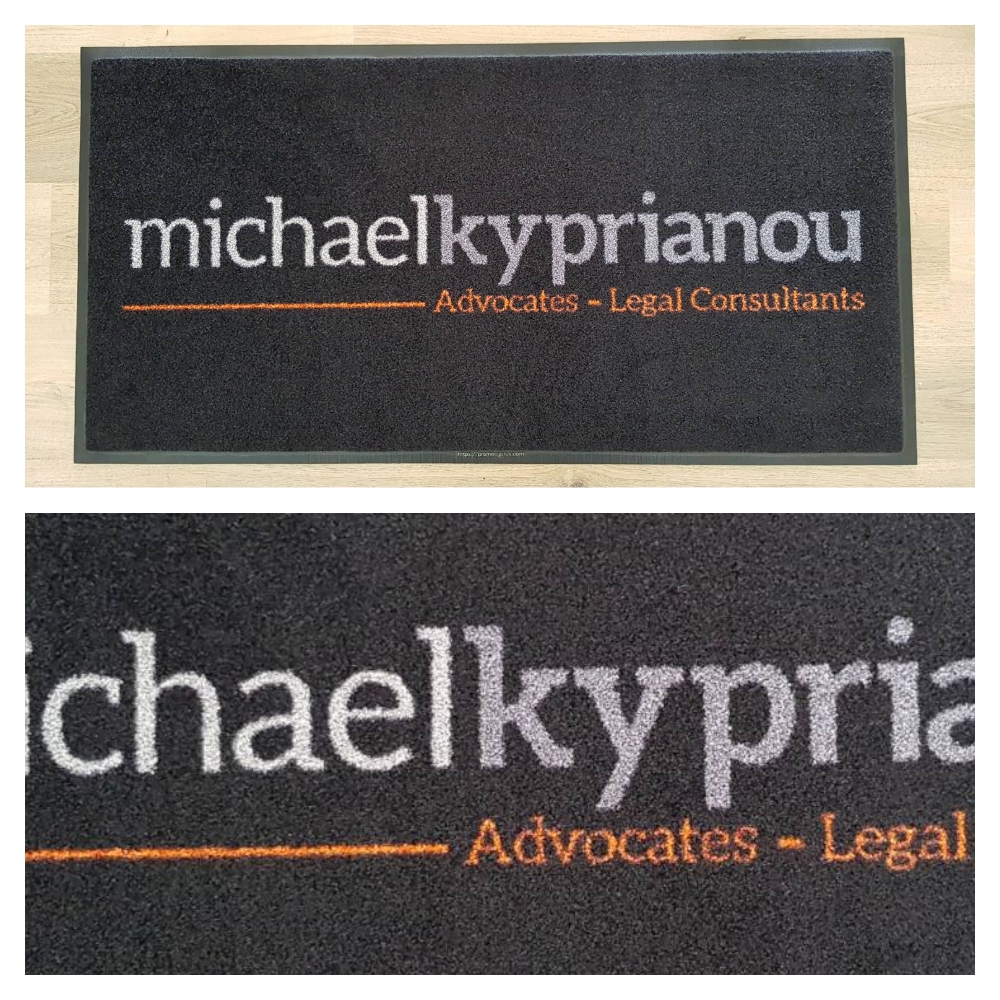 michaelkyprianou
Advocates - Legal Consultants
ichaelkypria
Advocates - Legal